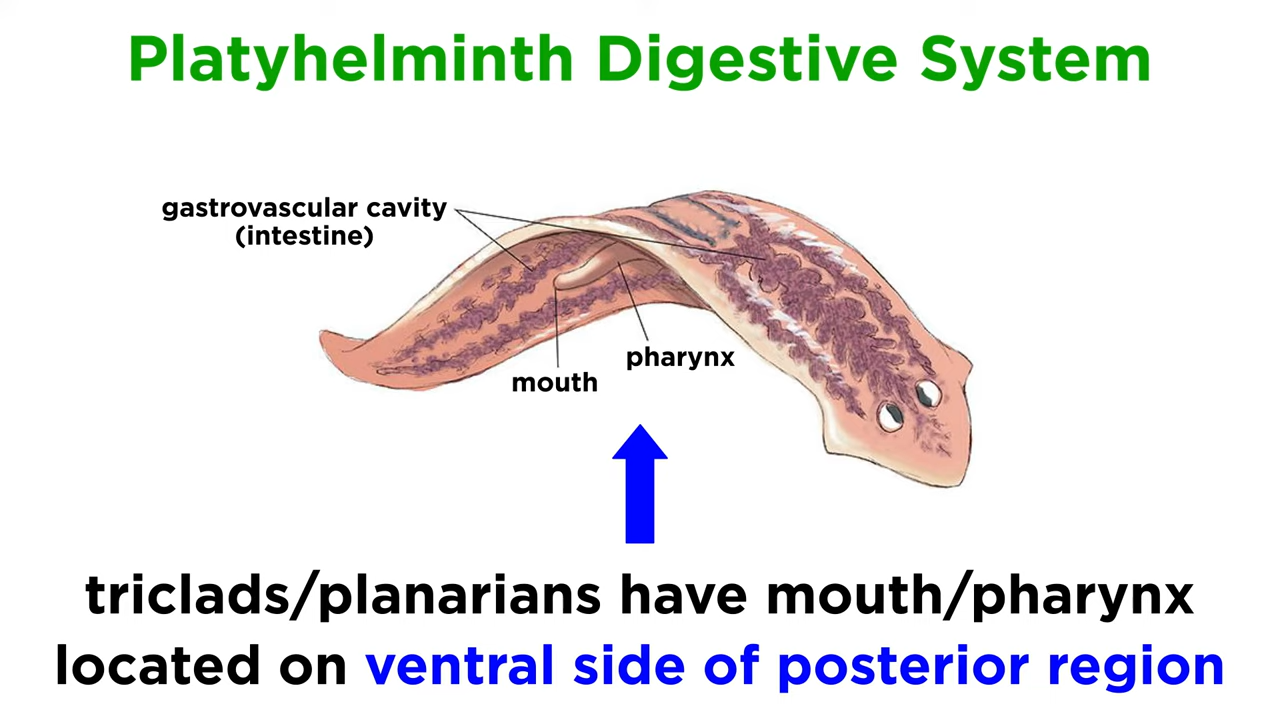 Platyhelminth Digestive System
gastrovascular cavity
(intestine)
pharynx
mouth
triclads/planarians have mouth/pharynx
located on ventral side of posterior region